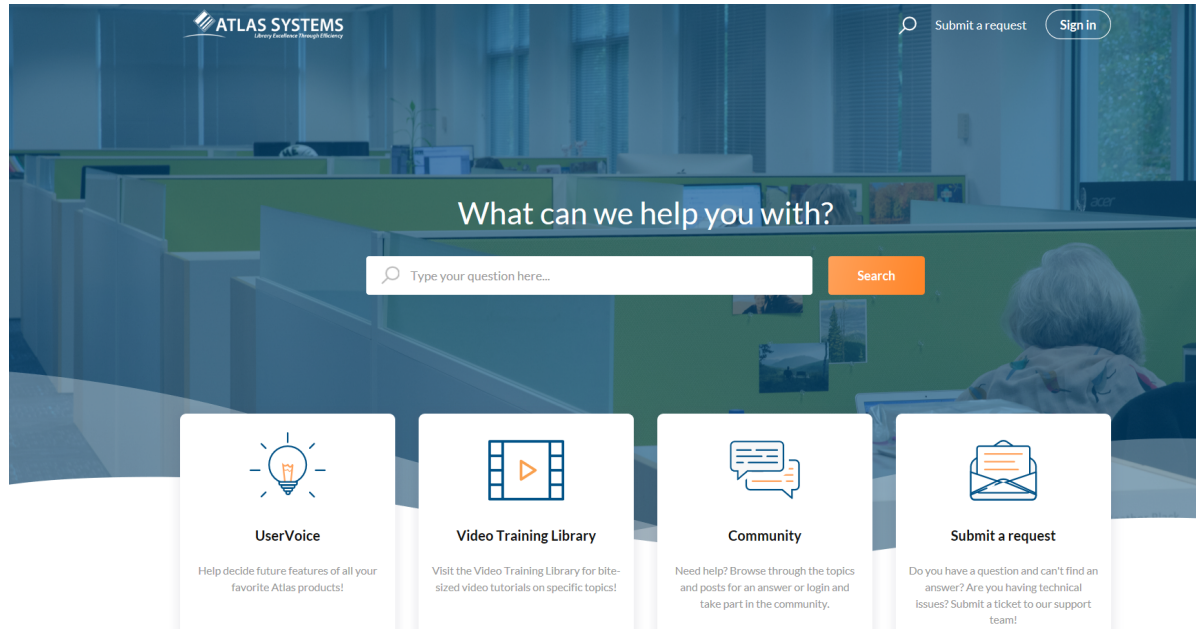 ATLAS SYSTEMS
Library Excellence Through Efficiency
Submit a request
Sign in
acer
What can we help you with?
Type your question here...
Search
UserVoice
Help decide future features of all your
favorite Atlas products!
Video Training Library
Visit the Video Training Library for bite-
sized video tutorials on specific topics!
Community
Need help? Browse through the topics
and posts for an answer or login and
take part in the community.
Submit a request
Do you have a question and can't find an
answer? Are you having technical
issues? Submit a ticket to our support
team!